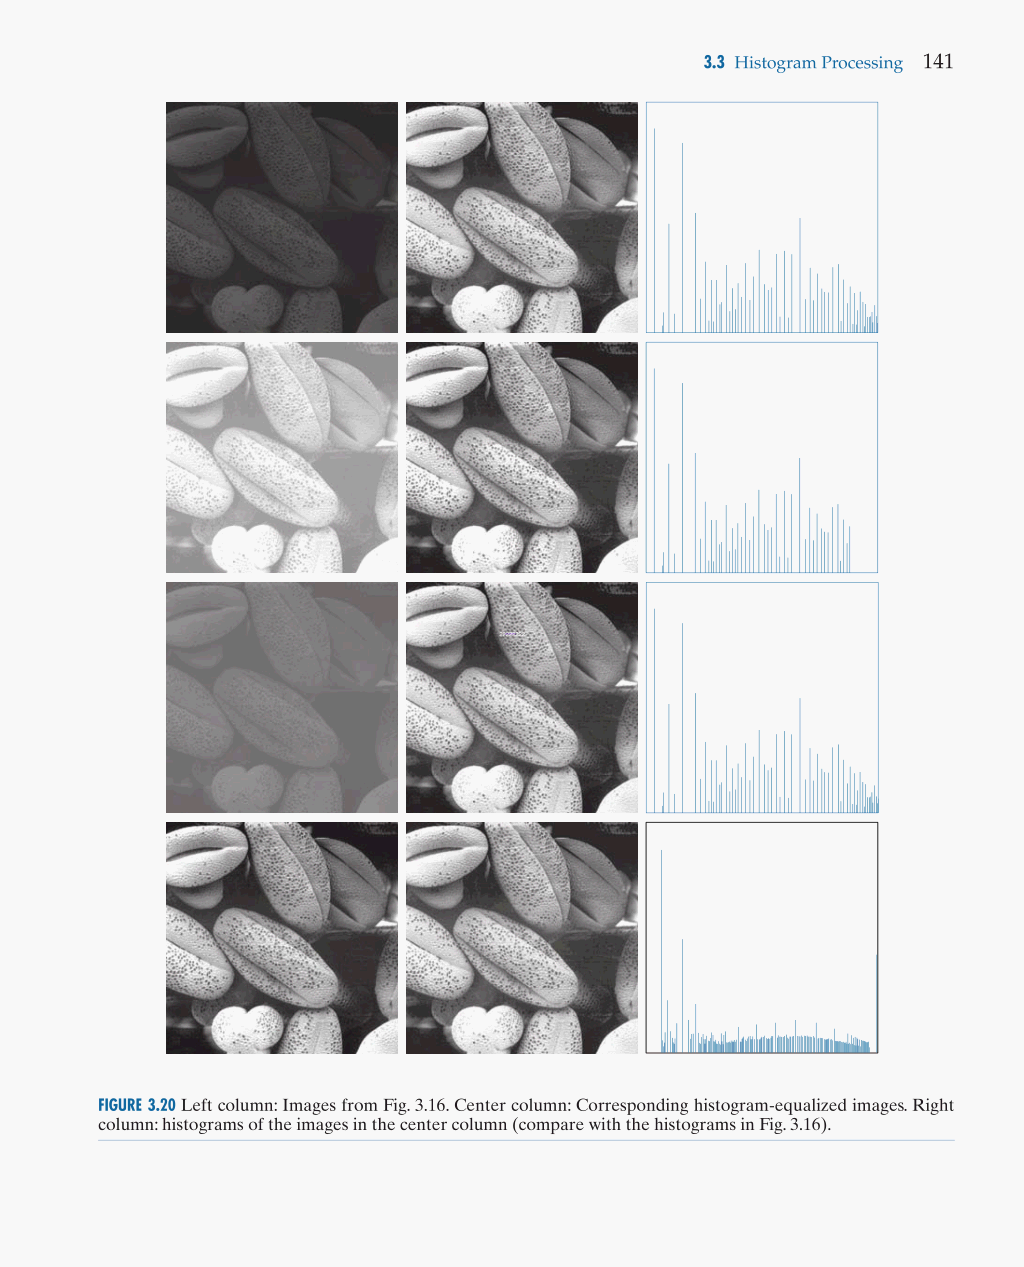 3.3 Histogram Processing 141
FIGURE 3.20 Left column: Images from Fig. 3.16. Center column: Corresponding histogram-equalized images. Right
column: histograms of the images in the center column (compare with the histograms in Fig. 3.16).